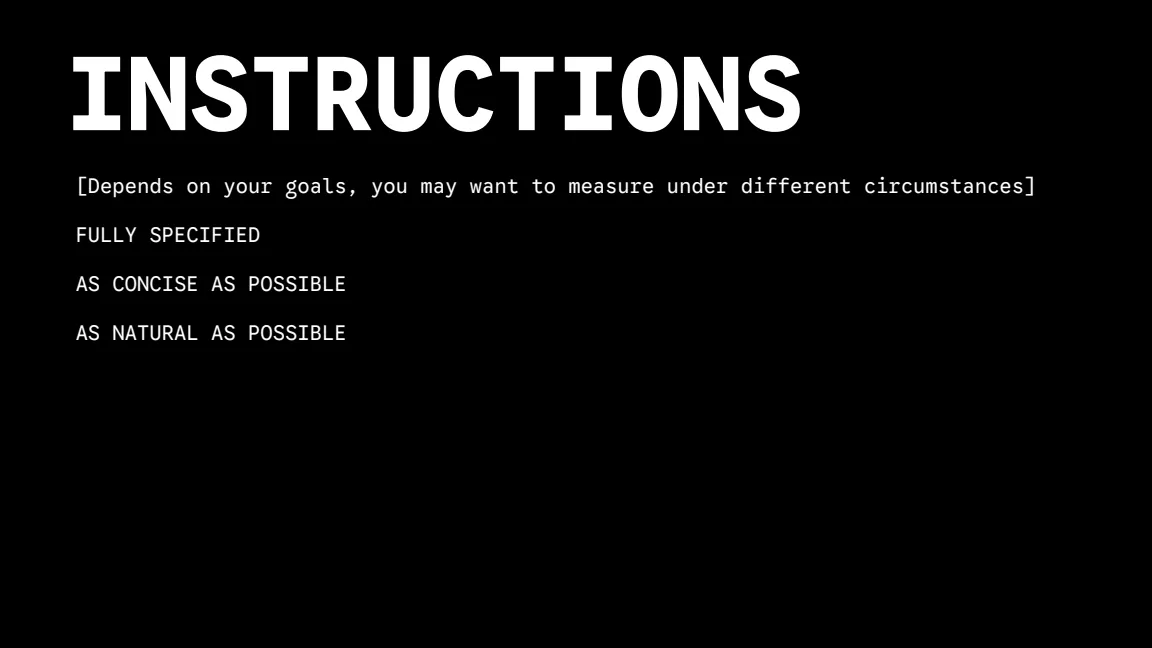 INSTRUCTIONS
[Depends on your goals, you may want to measure under different circumstances]
FULLY SPECIFIED
AS CONCISE AS POSSIBLE
AS NATURAL AS POSSIBLE